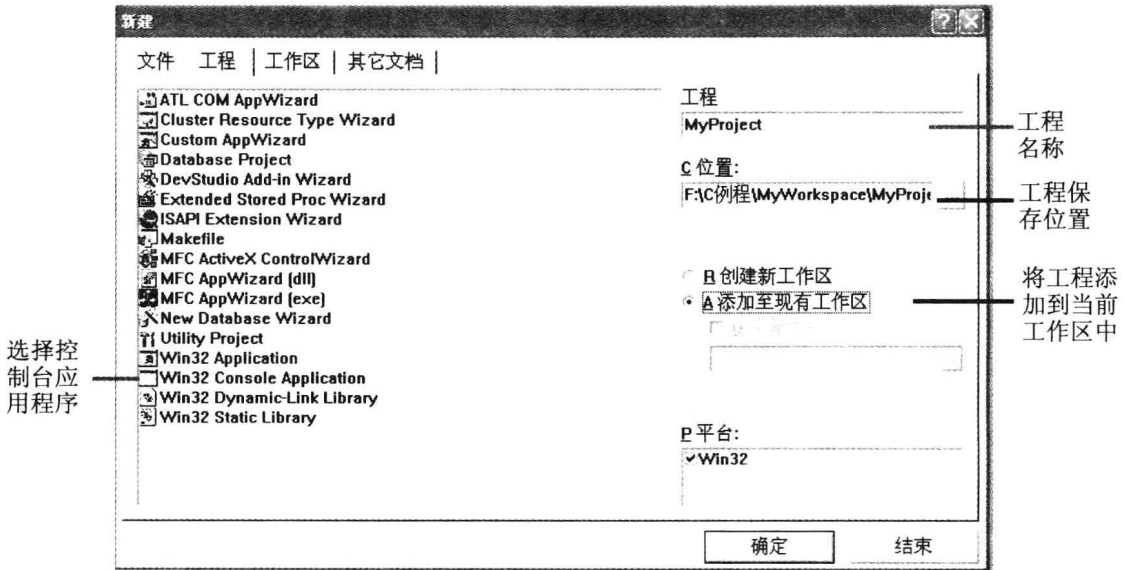 新建
文件 工程 工作区 其它文档
ATL COM AppWizard
Cluster Resource Type Wizard
Custom AppWizard
Database Project
DevStudio Add-in Wizard
Extended Stored Proc Wizard
ISAPI Extension Wizard
Makefile
MFC ActiveX ControlWizard
MFC AppWizard (dll)
MFC AppWizard (exe)
New Database Wizard
Utility Project
Win32 Application
Win32 Console Application
Win32 Dynamic-Link Library
Win32 Static Library
选择控
制台应
用程序
工程
MyProject
工程
名称
C 位置:
F:\C例程\MyWorkspace\MyProje
...
工程保
存位置
R 创建新工作区
A 添加至现有工作区
将工程添
加到当前
工作区中
P 平台:
Win32
确定
结束